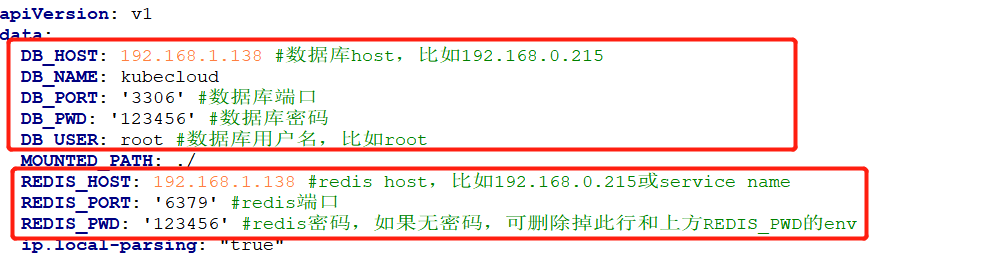 apiVersion: v1
data:
DB_HOST: 192.168.1.138 #数据库host，比如192.168.0.215
DB_NAME: kubecloud
DB_PORT: '3306' #数据库端口
DB_PWD: '123456' #数据库密码
DB_USER: root #数据库用户名，比如root
MOUNTED_PATH: ./
REDIS_HOST: 192.168.1.138 #redis host，比如192.168.0.215或service name
REDIS_PORT: '6379' #redis端口
REDIS_PWD: '123456' #redis密码，如果无密码，可删除掉此行和上方REDIS_PWD的env
ip.local-parsing: "true"